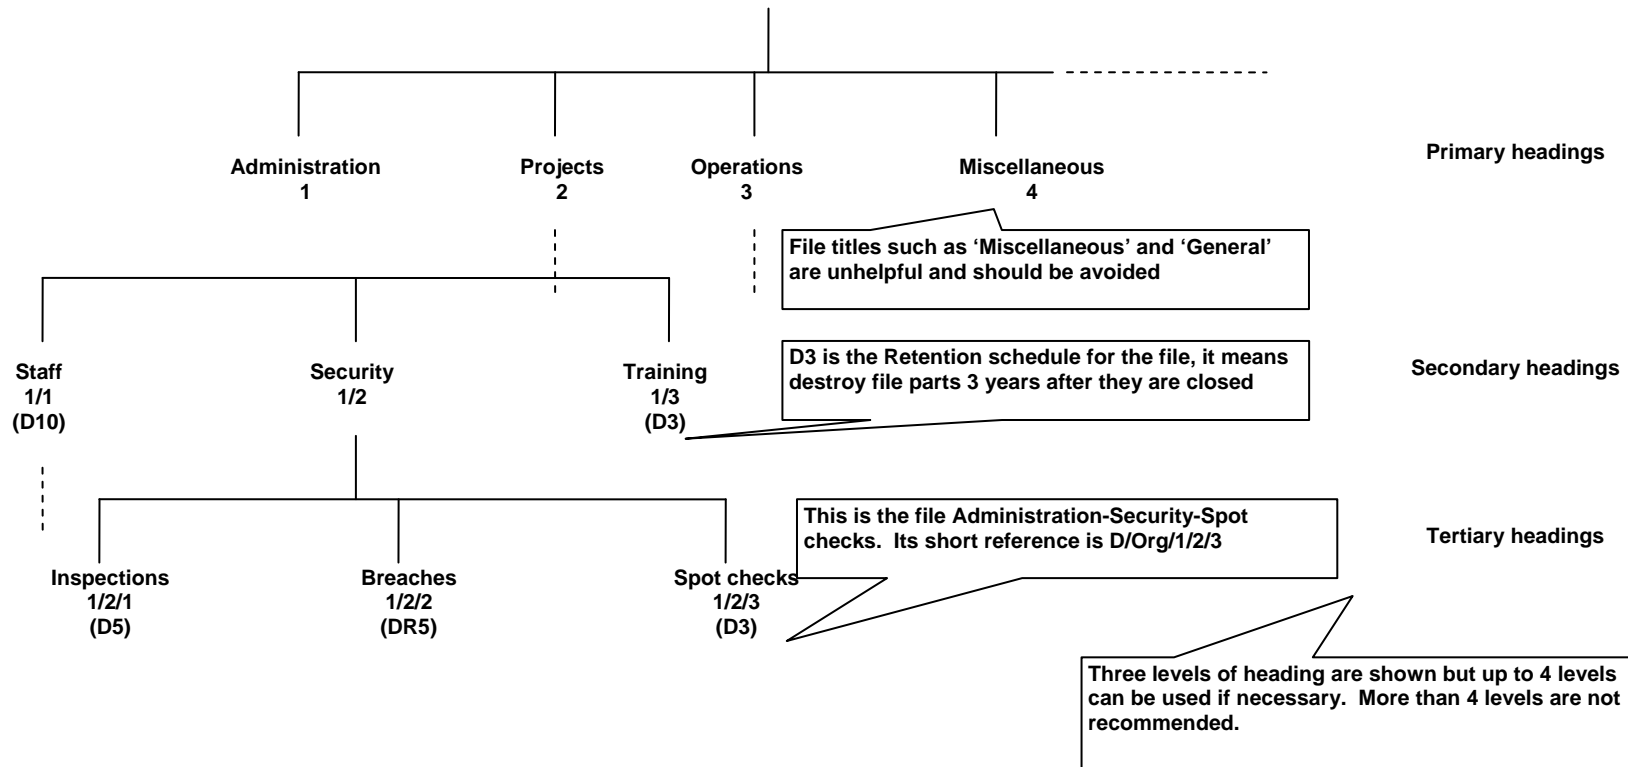 Administration
1
Projects
2
Operations
3
Miscellaneous
4
Primary headings
File titles such as ‘Miscellaneous’ and ‘General’
are unhelpful and should be avoided
Staff
1/1
(D10)
Security
1/2
Training
1/3
(D3)
D3 is the Retention schedule for the file, it means
destroy file parts 3 years after they are closed
Secondary headings
This is the file Administration-Security-Spot
checks.  Its short reference is D/Org/1/2/3
Tertiary headings
Inspections
1/2/1
(D5)
Breaches
1/2/2
(DR5)
Spot checks
1/2/3
(D3)
Three levels of heading are shown but up to 4 levels
can be used if necessary.  More than 4 levels are not
recommended.